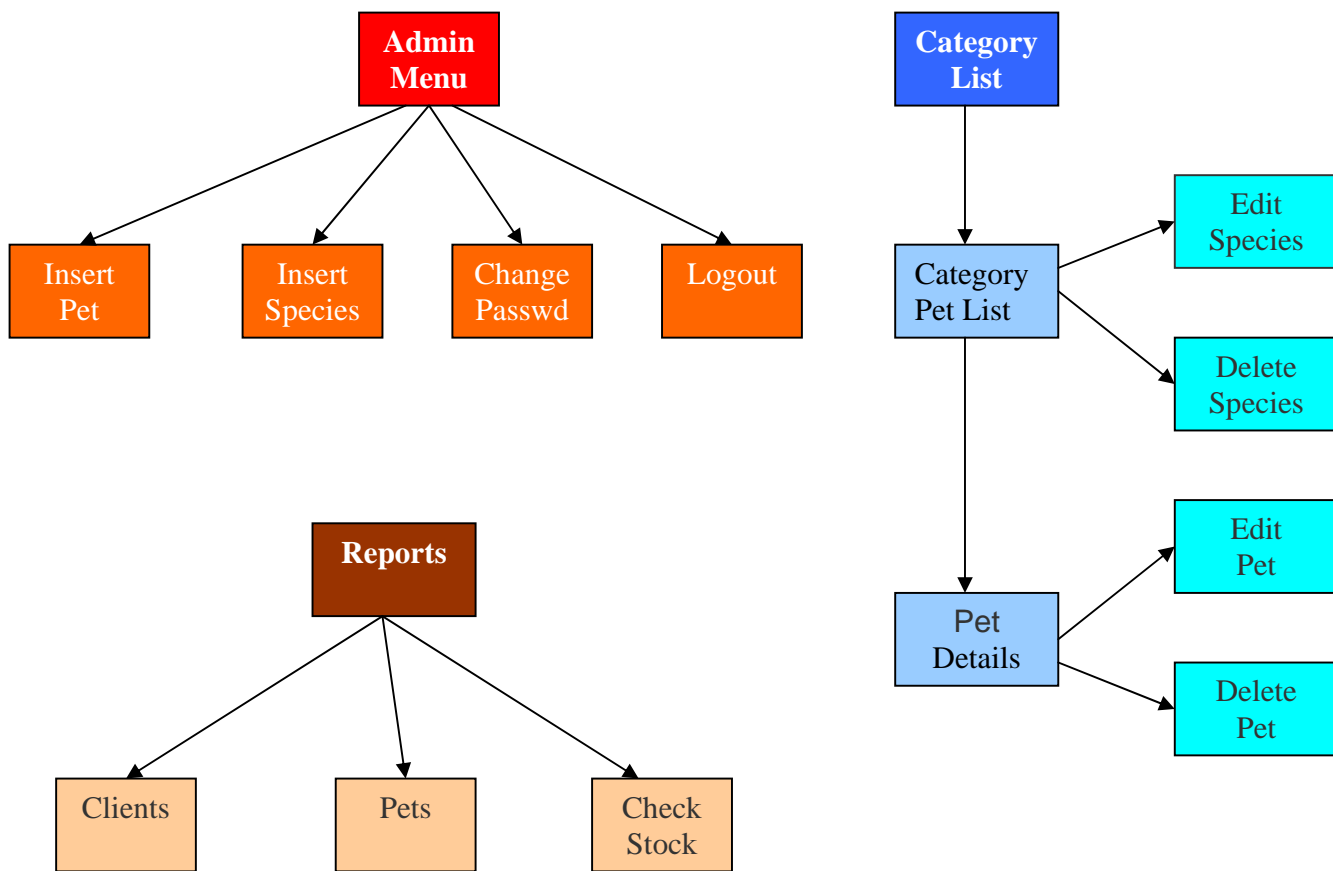 Admin
Menu
Insert
Pet
Insert
Species
Change
Passwd
Logout
Category
List
Category
Pet List
Edit
Species
Delete
Species
Pet
Details
Edit
Pet
Delete
Pet
Reports
Clients
Pets
Check
Stock